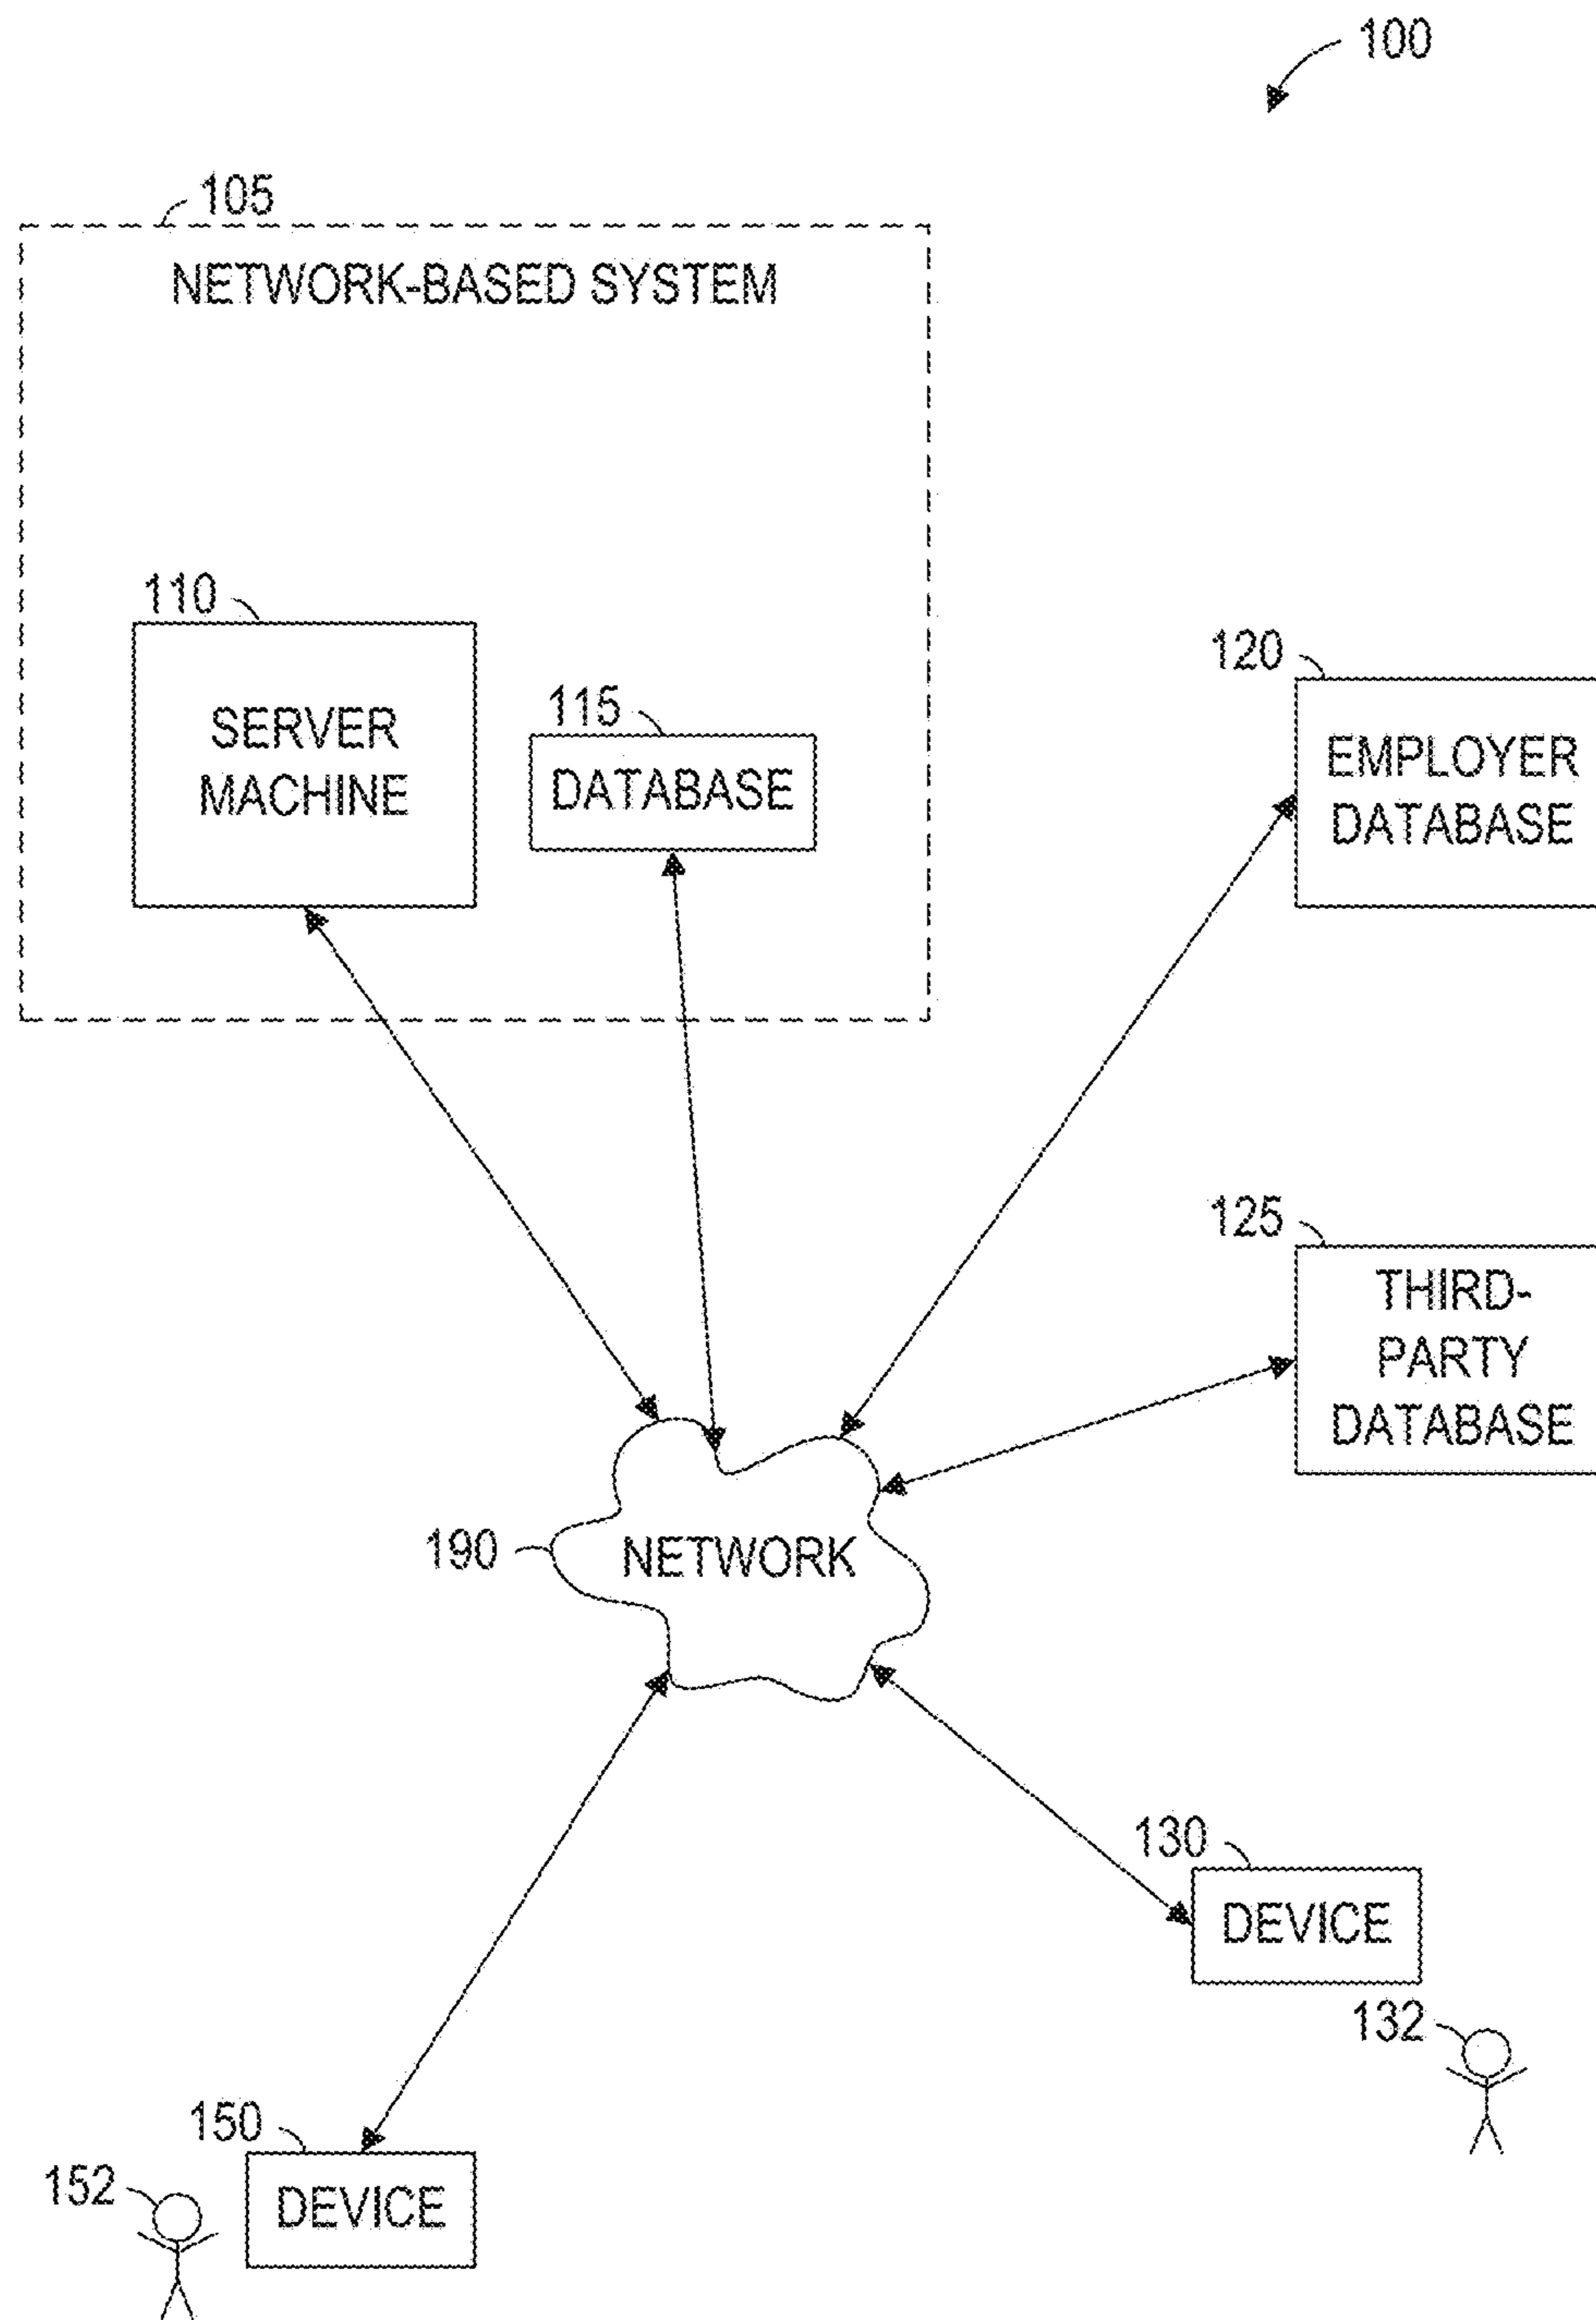 100
105
NETWORK-BASED SYSTEM
110
SERVER
MACHINE
115
DATABASE
120
EMPLOYER
DATABASE
125
THIRD-
PARTY
DATABASE
190
NETWORK
130
DEVICE
132
150
DEVICE
152